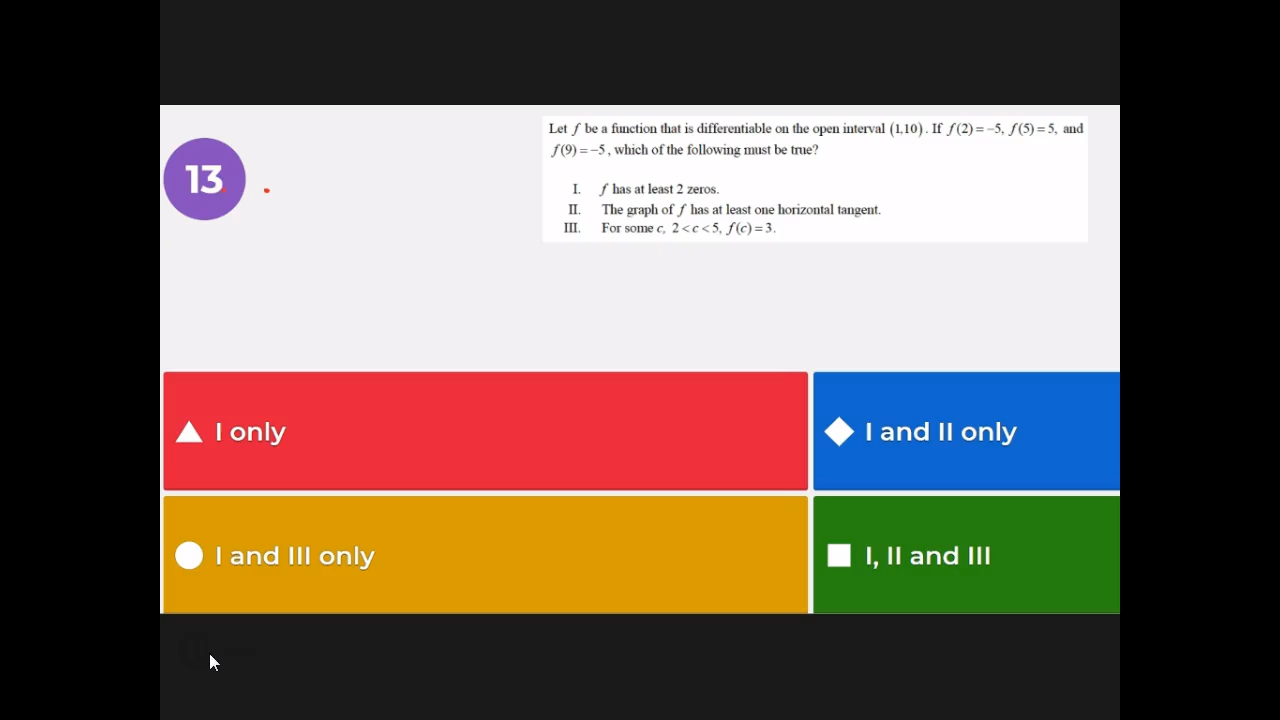 13
Let f be a function that is differentiable on the open interval (1,10). If f(2)=−5, f(5)=5, and
f(9)=−5, which of the following must be true?
I. f has at least 2 zeros.
II. The graph of f has at least one horizontal tangent.
III. For some c, 2<c<5, f(c)=3.
I only
I and II only
I and III only
I, II and III